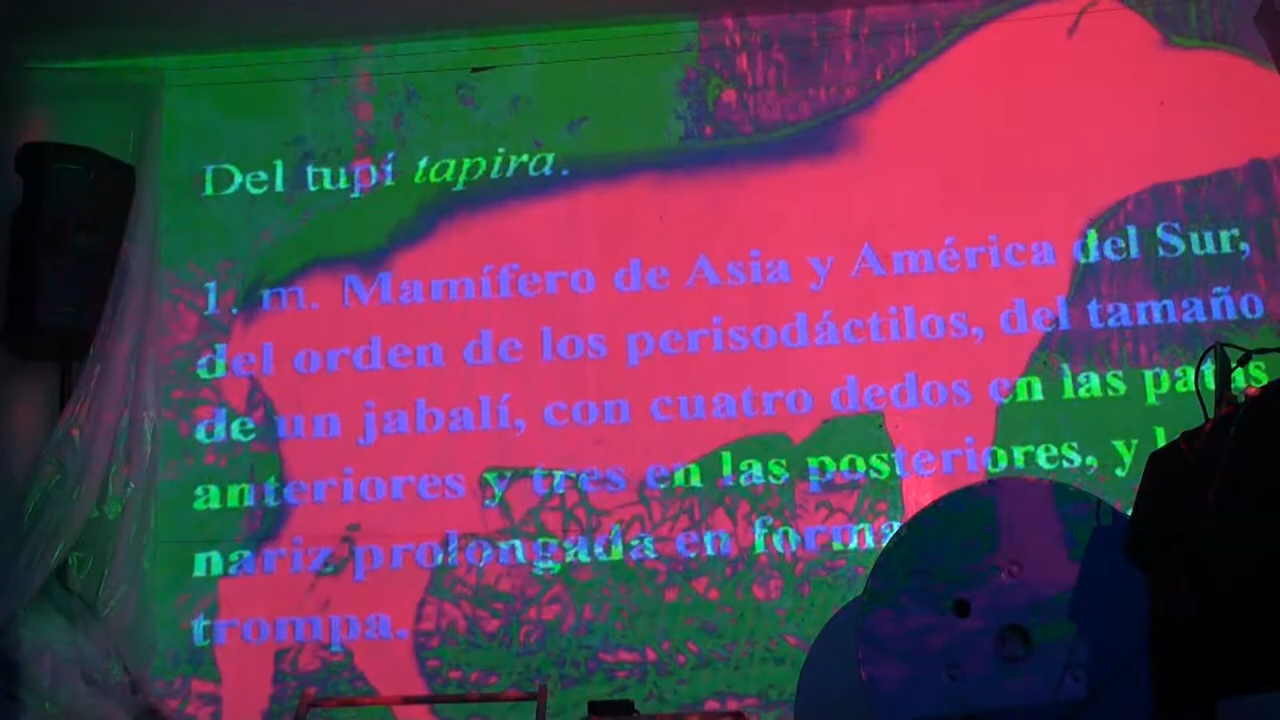 Del tupí tapira.
1. m. Mamífero de Asia y América del Sur,
del orden de los perisodáctilos, del tamaño
de un jabalí, con cuatro dedos en las patas
anteriores y tres en las posteriores, y
nariz prolongada en forma
trompa.